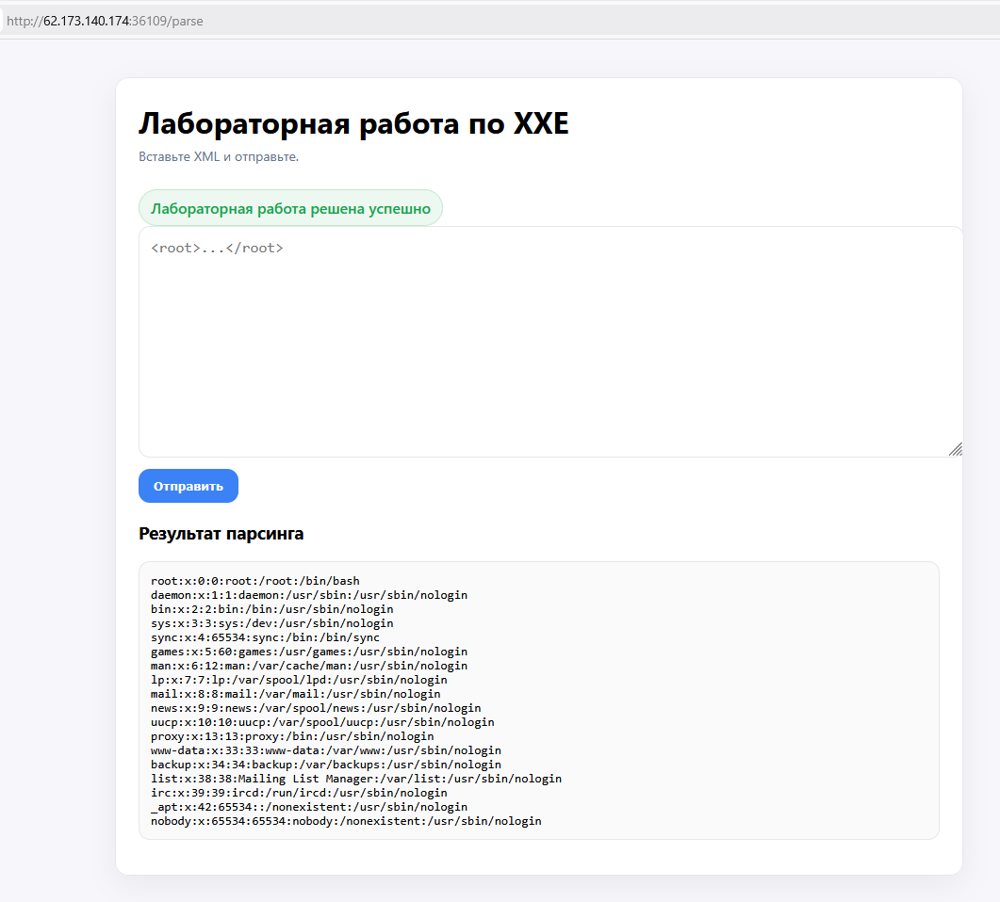 http://62.173.140.174:36109/parse
Лабораторная работа по XXE
Вставьте XML и отправьте.
Лабораторная работа решена успешно
<root>...</root>
Отправить
Результат парсинга
root:x:0:0:root:/root:/bin/bash
daemon:x:1:1:daemon:/usr/sbin:/usr/sbin/nologin
bin:x:2:2:bin:/bin:/usr/sbin/nologin
sys:x:3:3:sys:/dev:/usr/sbin/nologin
sync:x:4:65534:sync:/bin:/bin/sync
games:x:5:60:games:/usr/games:/usr/sbin/nologin
man:x:6:12:man:/var/cache/man:/usr/sbin/nologin
lp:x:7:7:lp:/var/spool/lpd:/usr/sbin/nologin
mail:x:8:8:mail:/var/mail:/usr/sbin/nologin
news:x:9:9:news:/var/spool/news:/usr/sbin/nologin
uucp:x:10:10:uucp:/var/spool/uucp:/usr/sbin/nologin
proxy:x:13:13:proxy:/bin:/usr/sbin/nologin
www-data:x:33:33:www-data:/var/www:/usr/sbin/nologin
backup:x:34:34:backup:/var/backups:/usr/sbin/nologin
list:x:38:38:Mailing List Manager:/var/list:/usr/sbin/nologin
irc:x:39:39:ircd:/run/ircd:/usr/sbin/nologin
_apt:x:42:65534::/nonexistent:/usr/sbin/nologin
nobody:x:65534:65534:nobody:/nonexistent:/usr/sbin/nologin